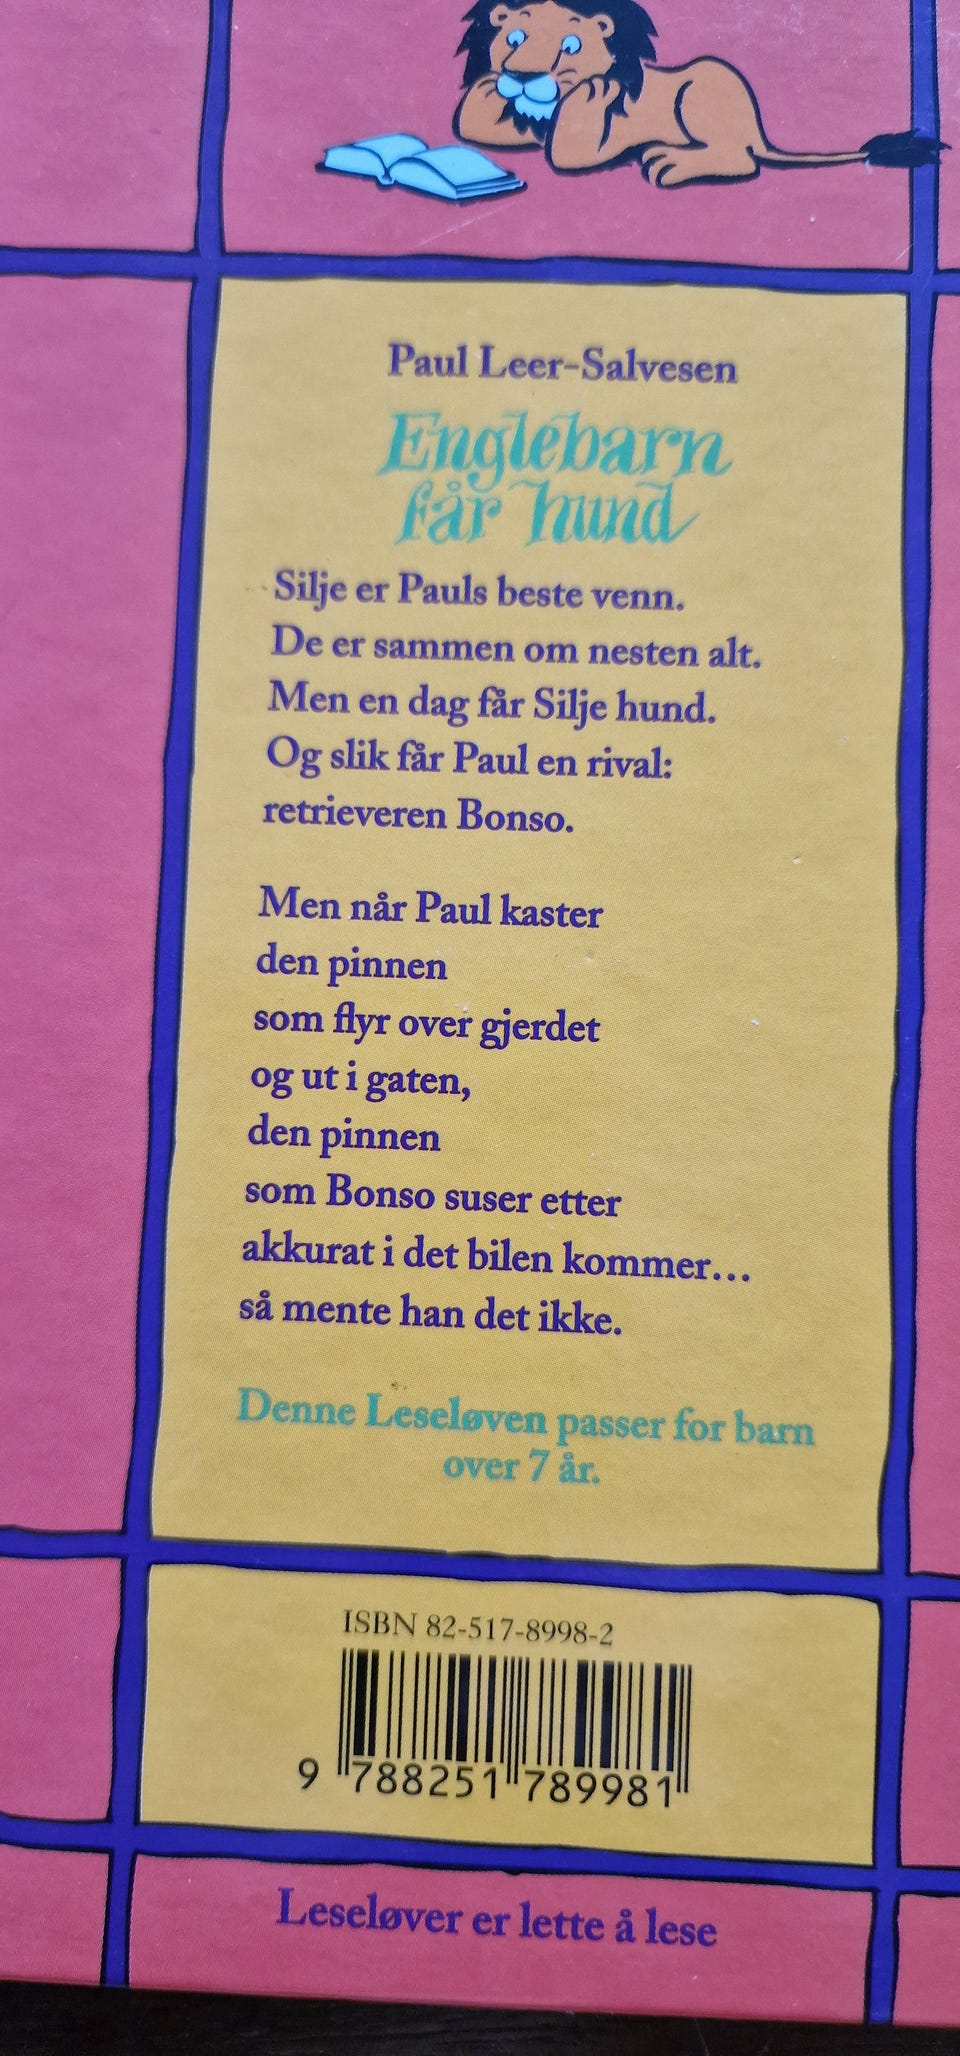 Paul Leer-Salvesen
Englebarn
får hund
Silje er Pauls beste venn.
De er sammen om nesten alt.
Men en dag får Silje hund.
Og slik får Paul en rival:
retrieveren Bonso.
Men når Paul kaster
den pinnen
som flyr over gjerdet
og ut i gaten,
den pinnen
som Bonso suser etter
akkurat i det bilen kommer...
så mente han det ikke.
Denne Leseløven passer for barn
over 7 år.
ISBN 82-517-8998-2
9 788251 789981
Leseløver er lette å lese